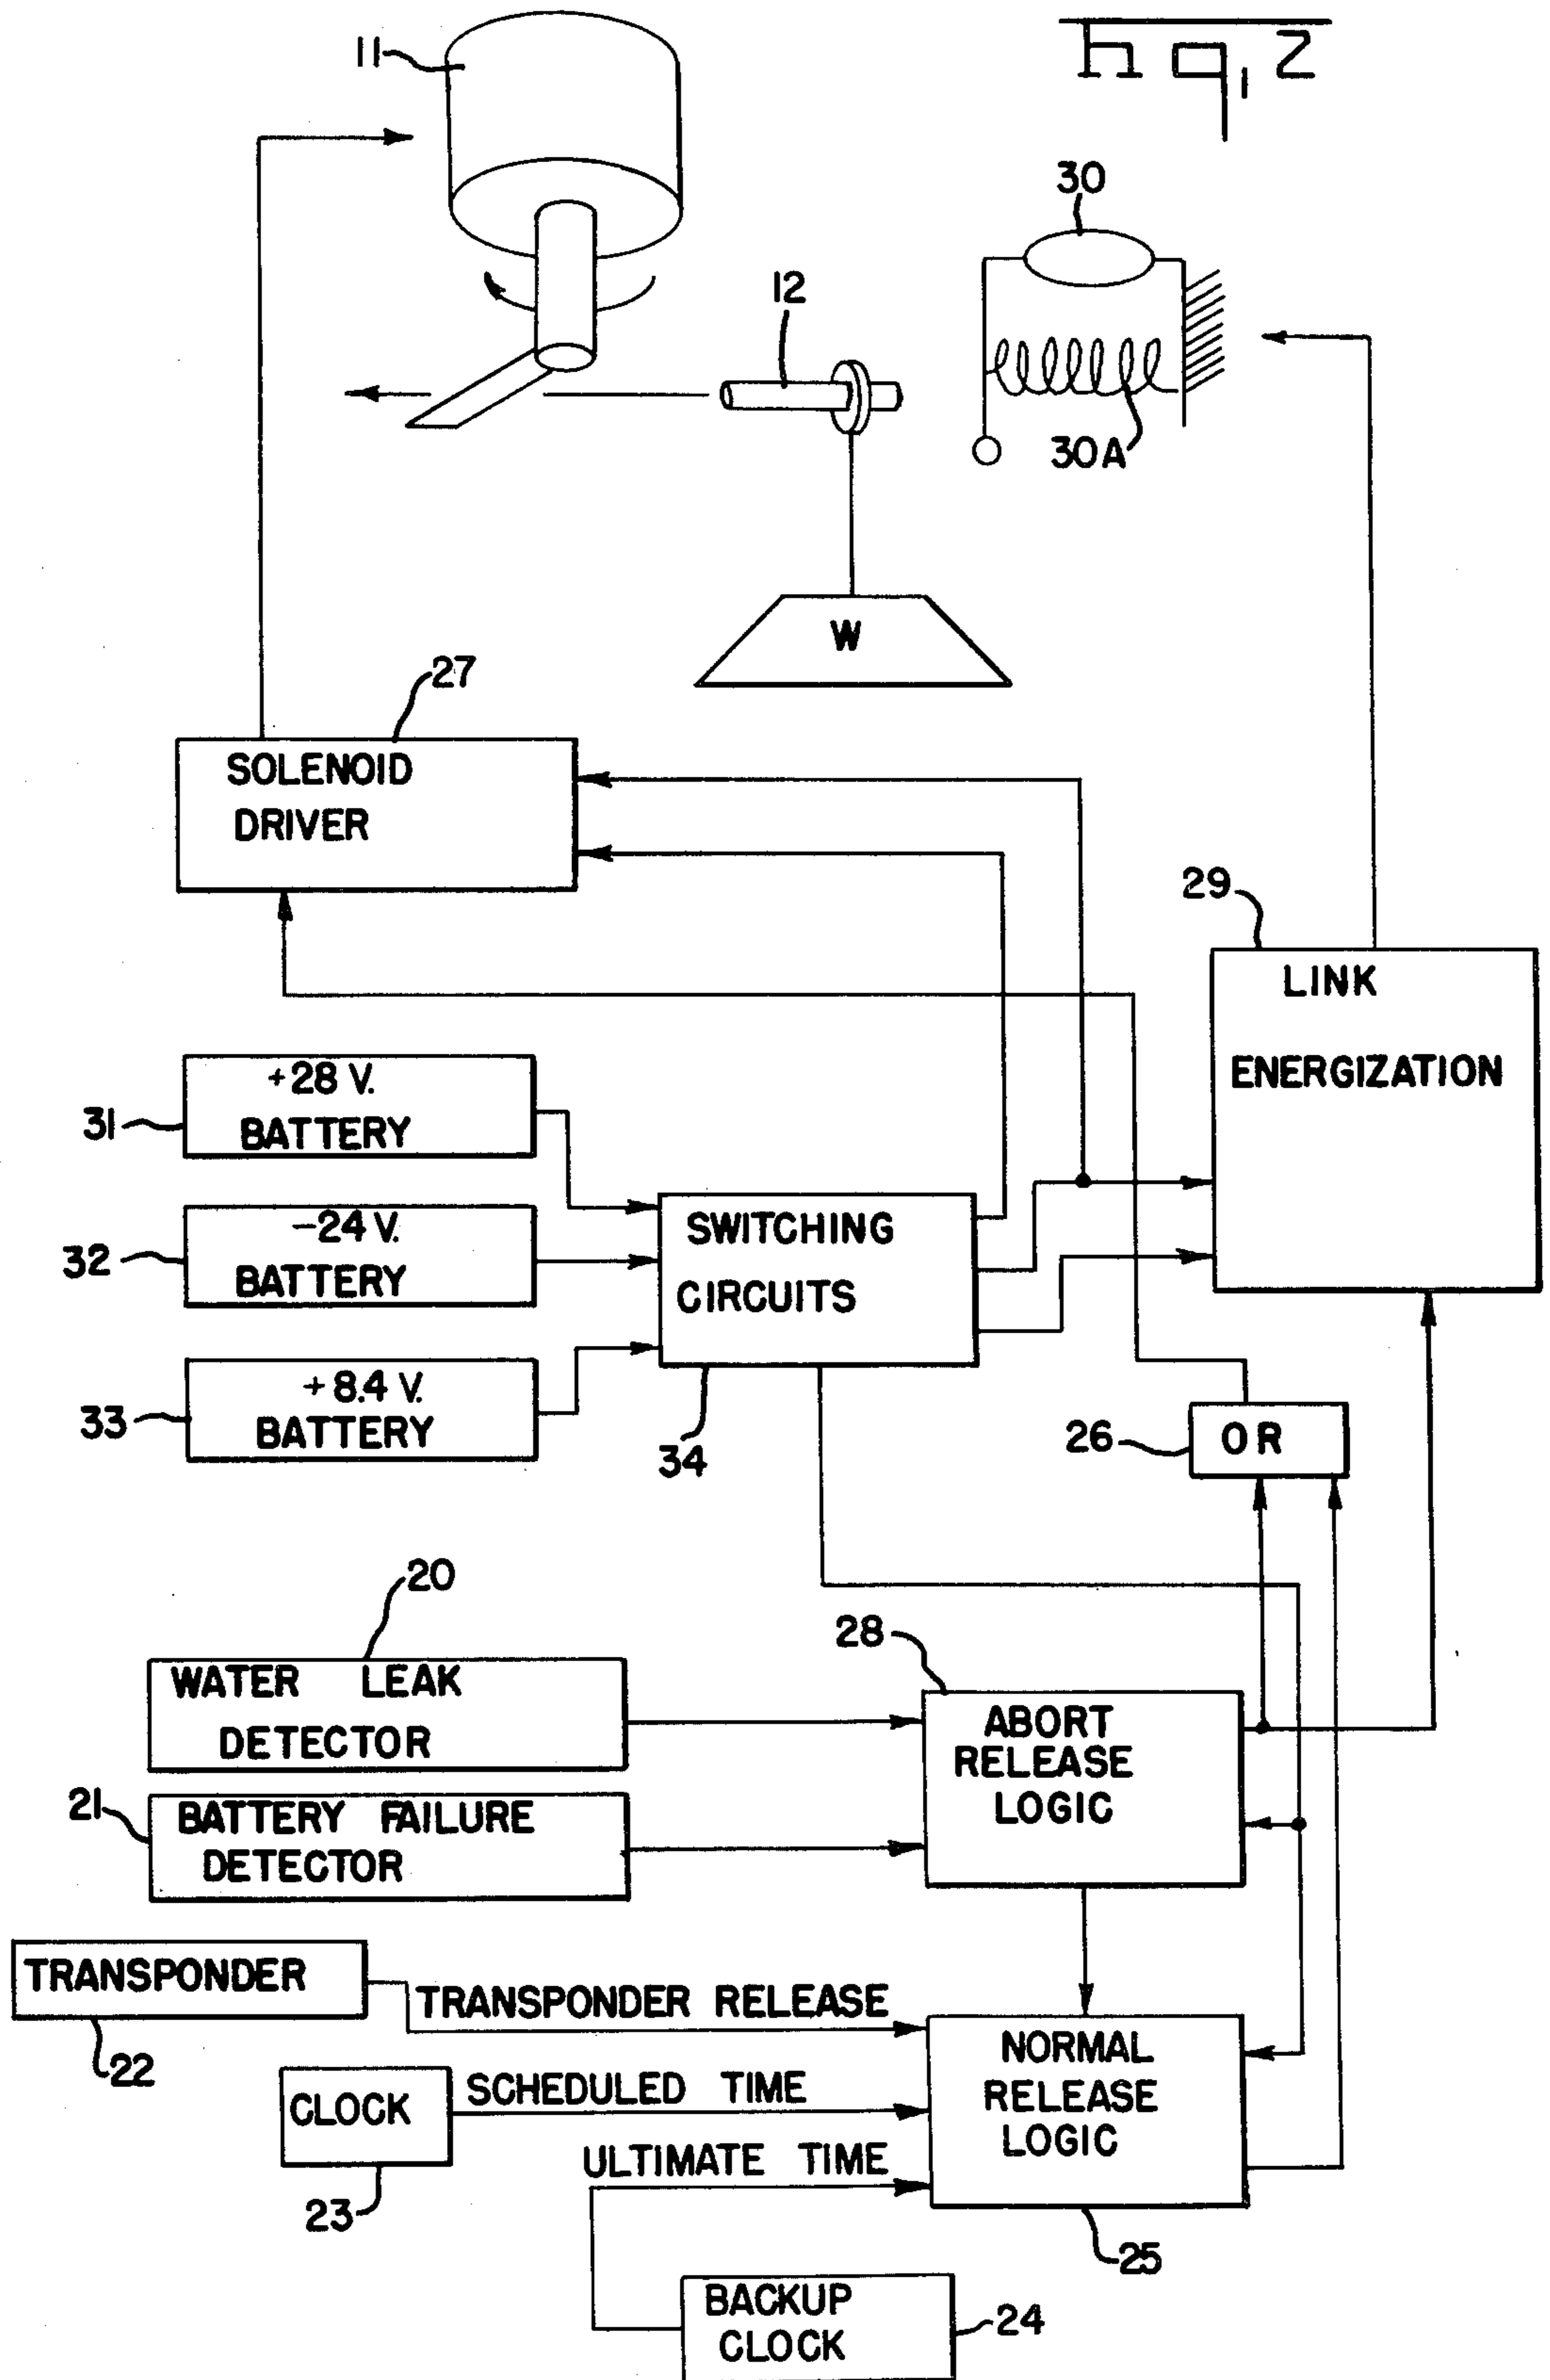 11
Fig. 2
30
12
30A
W
27
SOLENOID
DRIVER
29
LINK
ENERGIZATION
+28 V.
BATTERY
31
-24 V.
BATTERY
32
SWITCHING
CIRCUITS
+8.4 V.
BATTERY
33
34
26
OR
20
WATER LEAK
DETECTOR
28
ABORT
RELEASE
LOGIC
21
BATTERY FAILURE
DETECTOR
TRANSPONDER
22
TRANSPONDER RELEASE
NORMAL
RELEASE
LOGIC
CLOCK
SCHEDULED TIME
23
ULTIMATE TIME
25
BACKUP
CLOCK
24